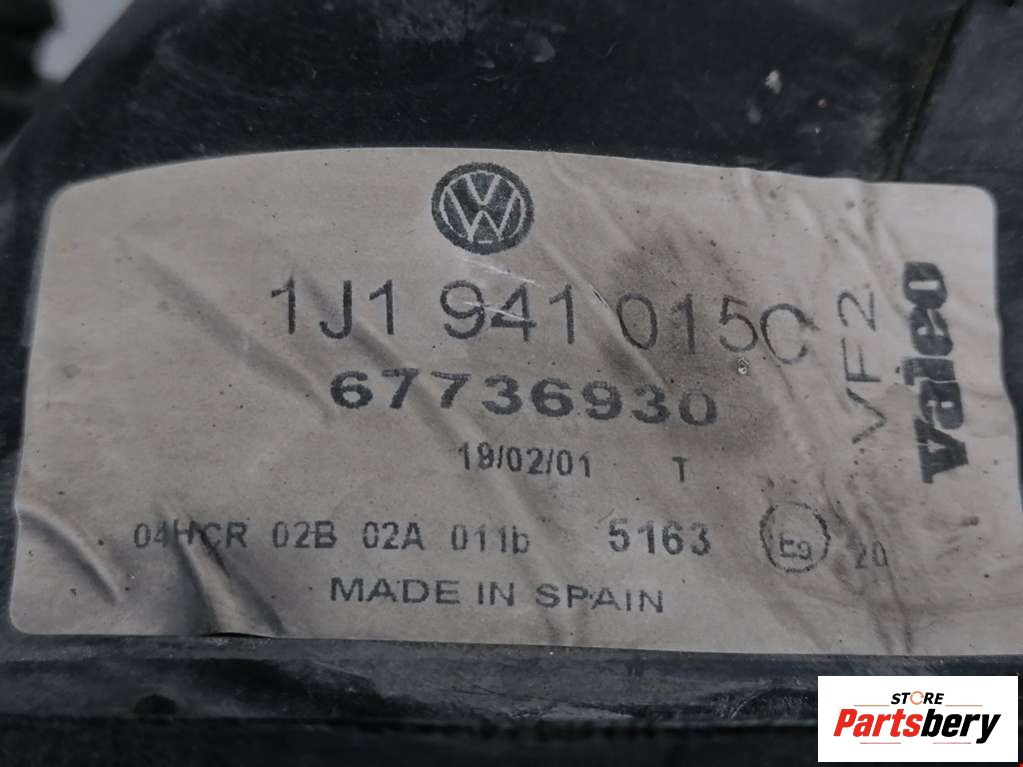 1J1 941 015C
67736930
19/02/01 T
04HCR 02B 02A 011b 5163 E9 20
MADE IN SPAIN
VF2
Valeo
STORE
Partsbery